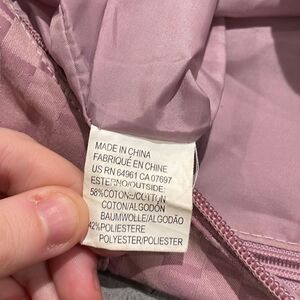 MADE IN CHINA
FABRIQUÉ EN CHINE
US RN 64961 CA 07697
ESTERNO/OUTSIDE:
58%COTONE/COTTON
COTON/ALGODÓN
BAUMWOLLE/ALGODÃO
42%POLIESTERE
POLYESTER/POLIESTER